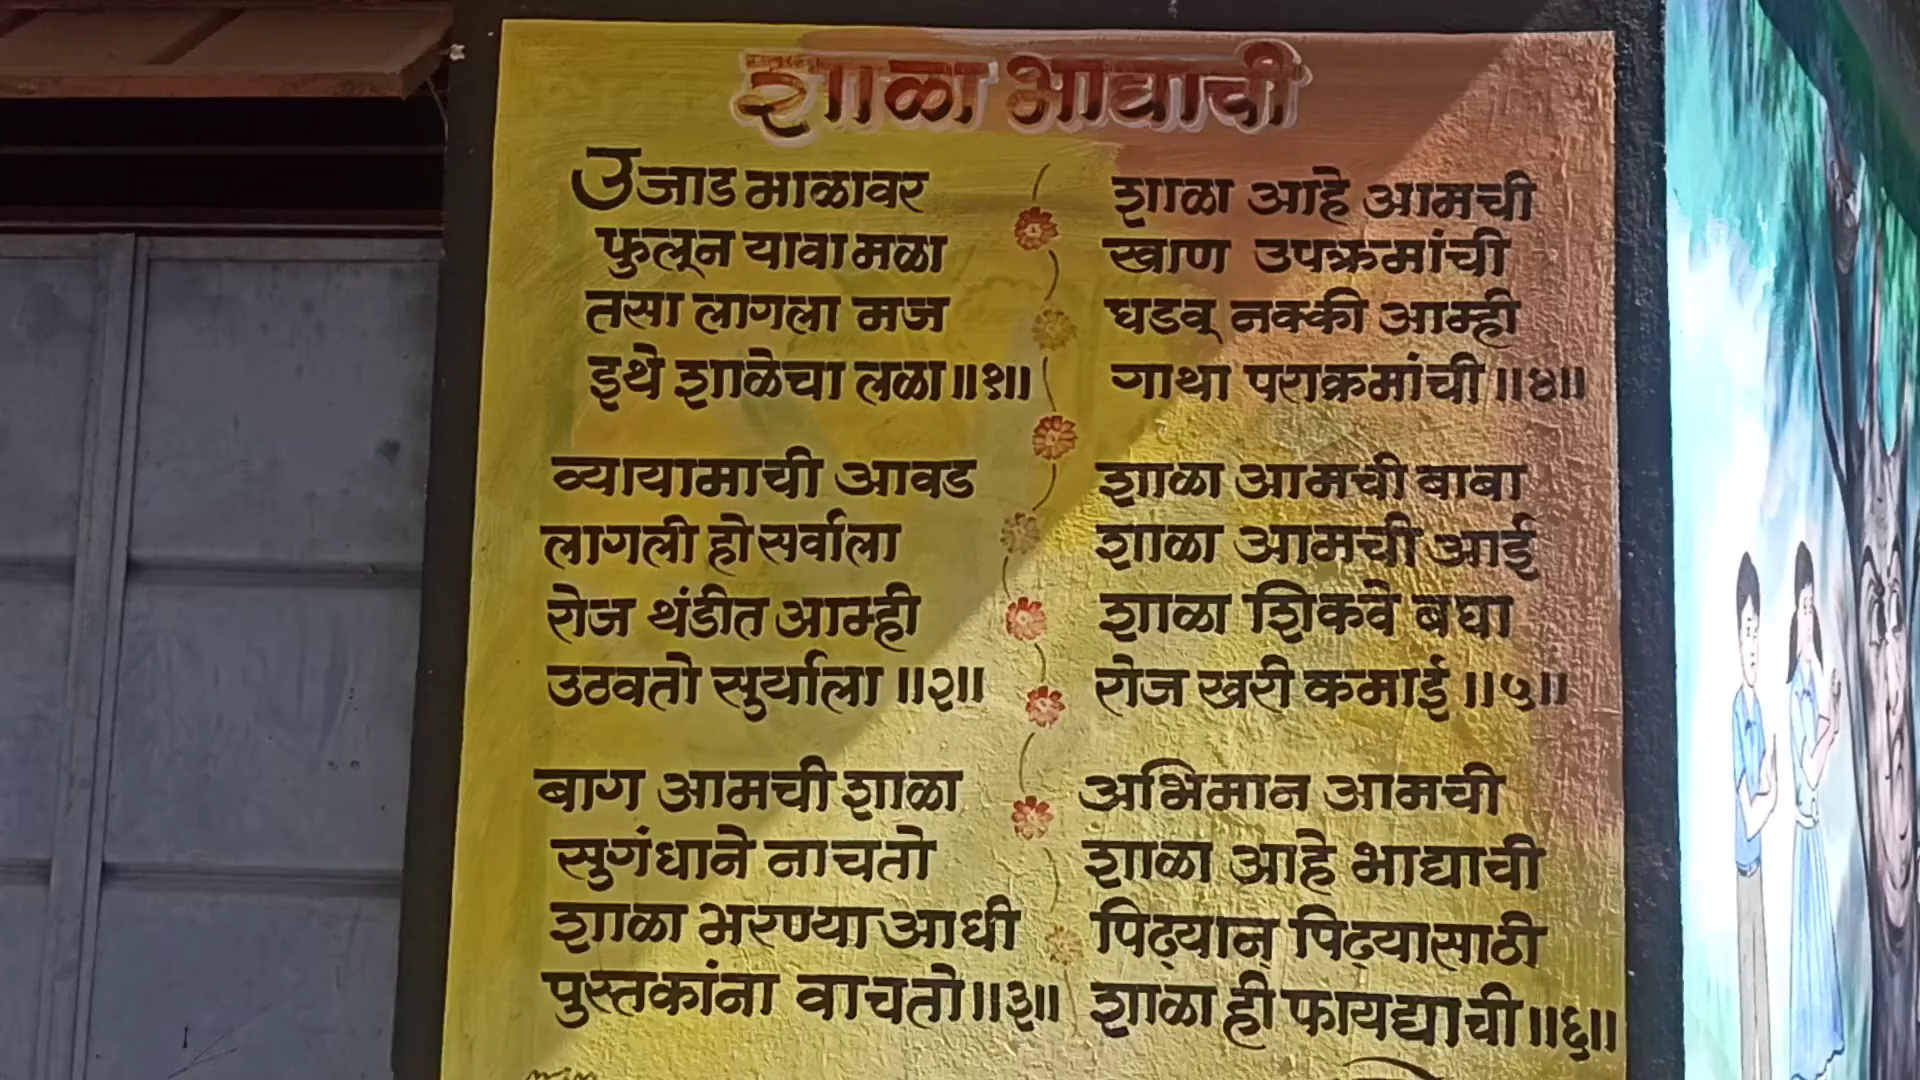 शाळा भाद्याची
उजाड माळावर
फुलून यावा मळा
तसा लागला मज
इथे शाळेचा लळा॥१॥
व्यायामाची आवड
लागली हो सर्वाला
रोज थंडीत आम्ही
उठवतो सुर्याला ॥२॥
बाग आमची शाळा
सुगंधाने नाचतो
शाळा भरण्या आधी
पुस्तकांना वाचतो॥३॥
शाळा आहे आमची
खाण उपक्रमांची
घडवू नक्की आम्ही
गाथा पराक्रमांची ॥४॥
शाळा आमची बाबा
शाळा आमची आई
शाळा शिकवे बघा
रोज खरी कमाई ॥५॥
अभिमान आमची
शाळा आहे भाद्याची
पिढ्यान् पिढ्यासाठी
शाळा ही फायद्याची॥६॥